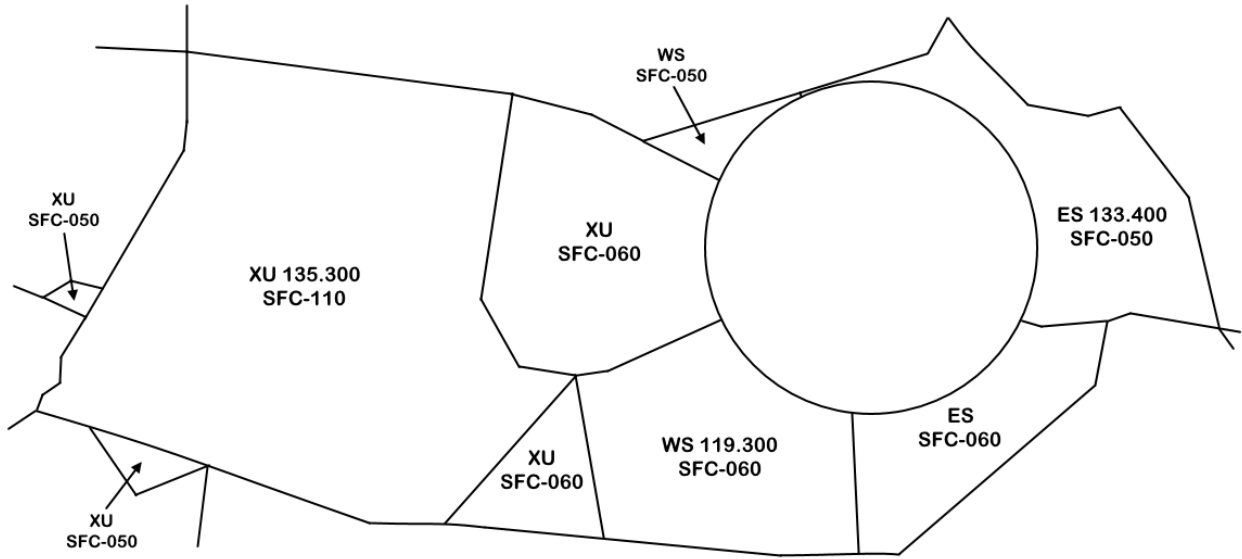 WS
SFC-050
XU
SFC-050
ES 133.400
SFC-050
XU
SFC-060
XU 135.300
SFC-110
ES
SFC-060
WS 119.300
SFC-060
XU
SFC-060
XU
SFC-050